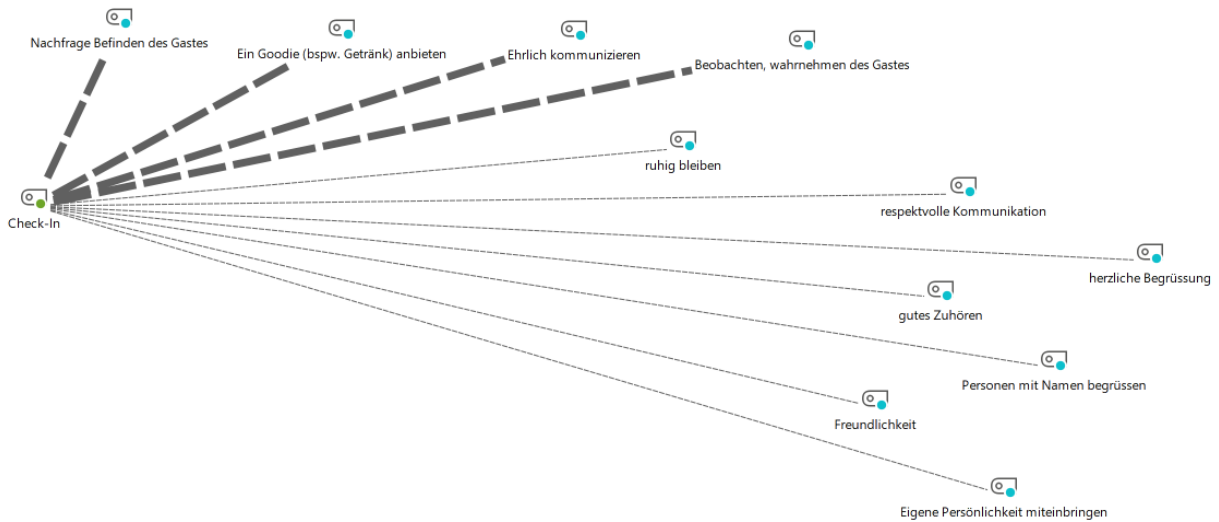 Nachfrage Befinden des Gastes
Ein Goodie (bspw. Getränk) anbieten
Ehrlich kommunizieren
Beobachten, wahrnehmen des Gastes
ruhig bleiben
Check-In
respektvolle Kommunikation
herzliche Begrüssung
gutes Zuhören
Personen mit Namen begrüssen
Freundlichkeit
Eigene Persönlichkeit miteinbringen